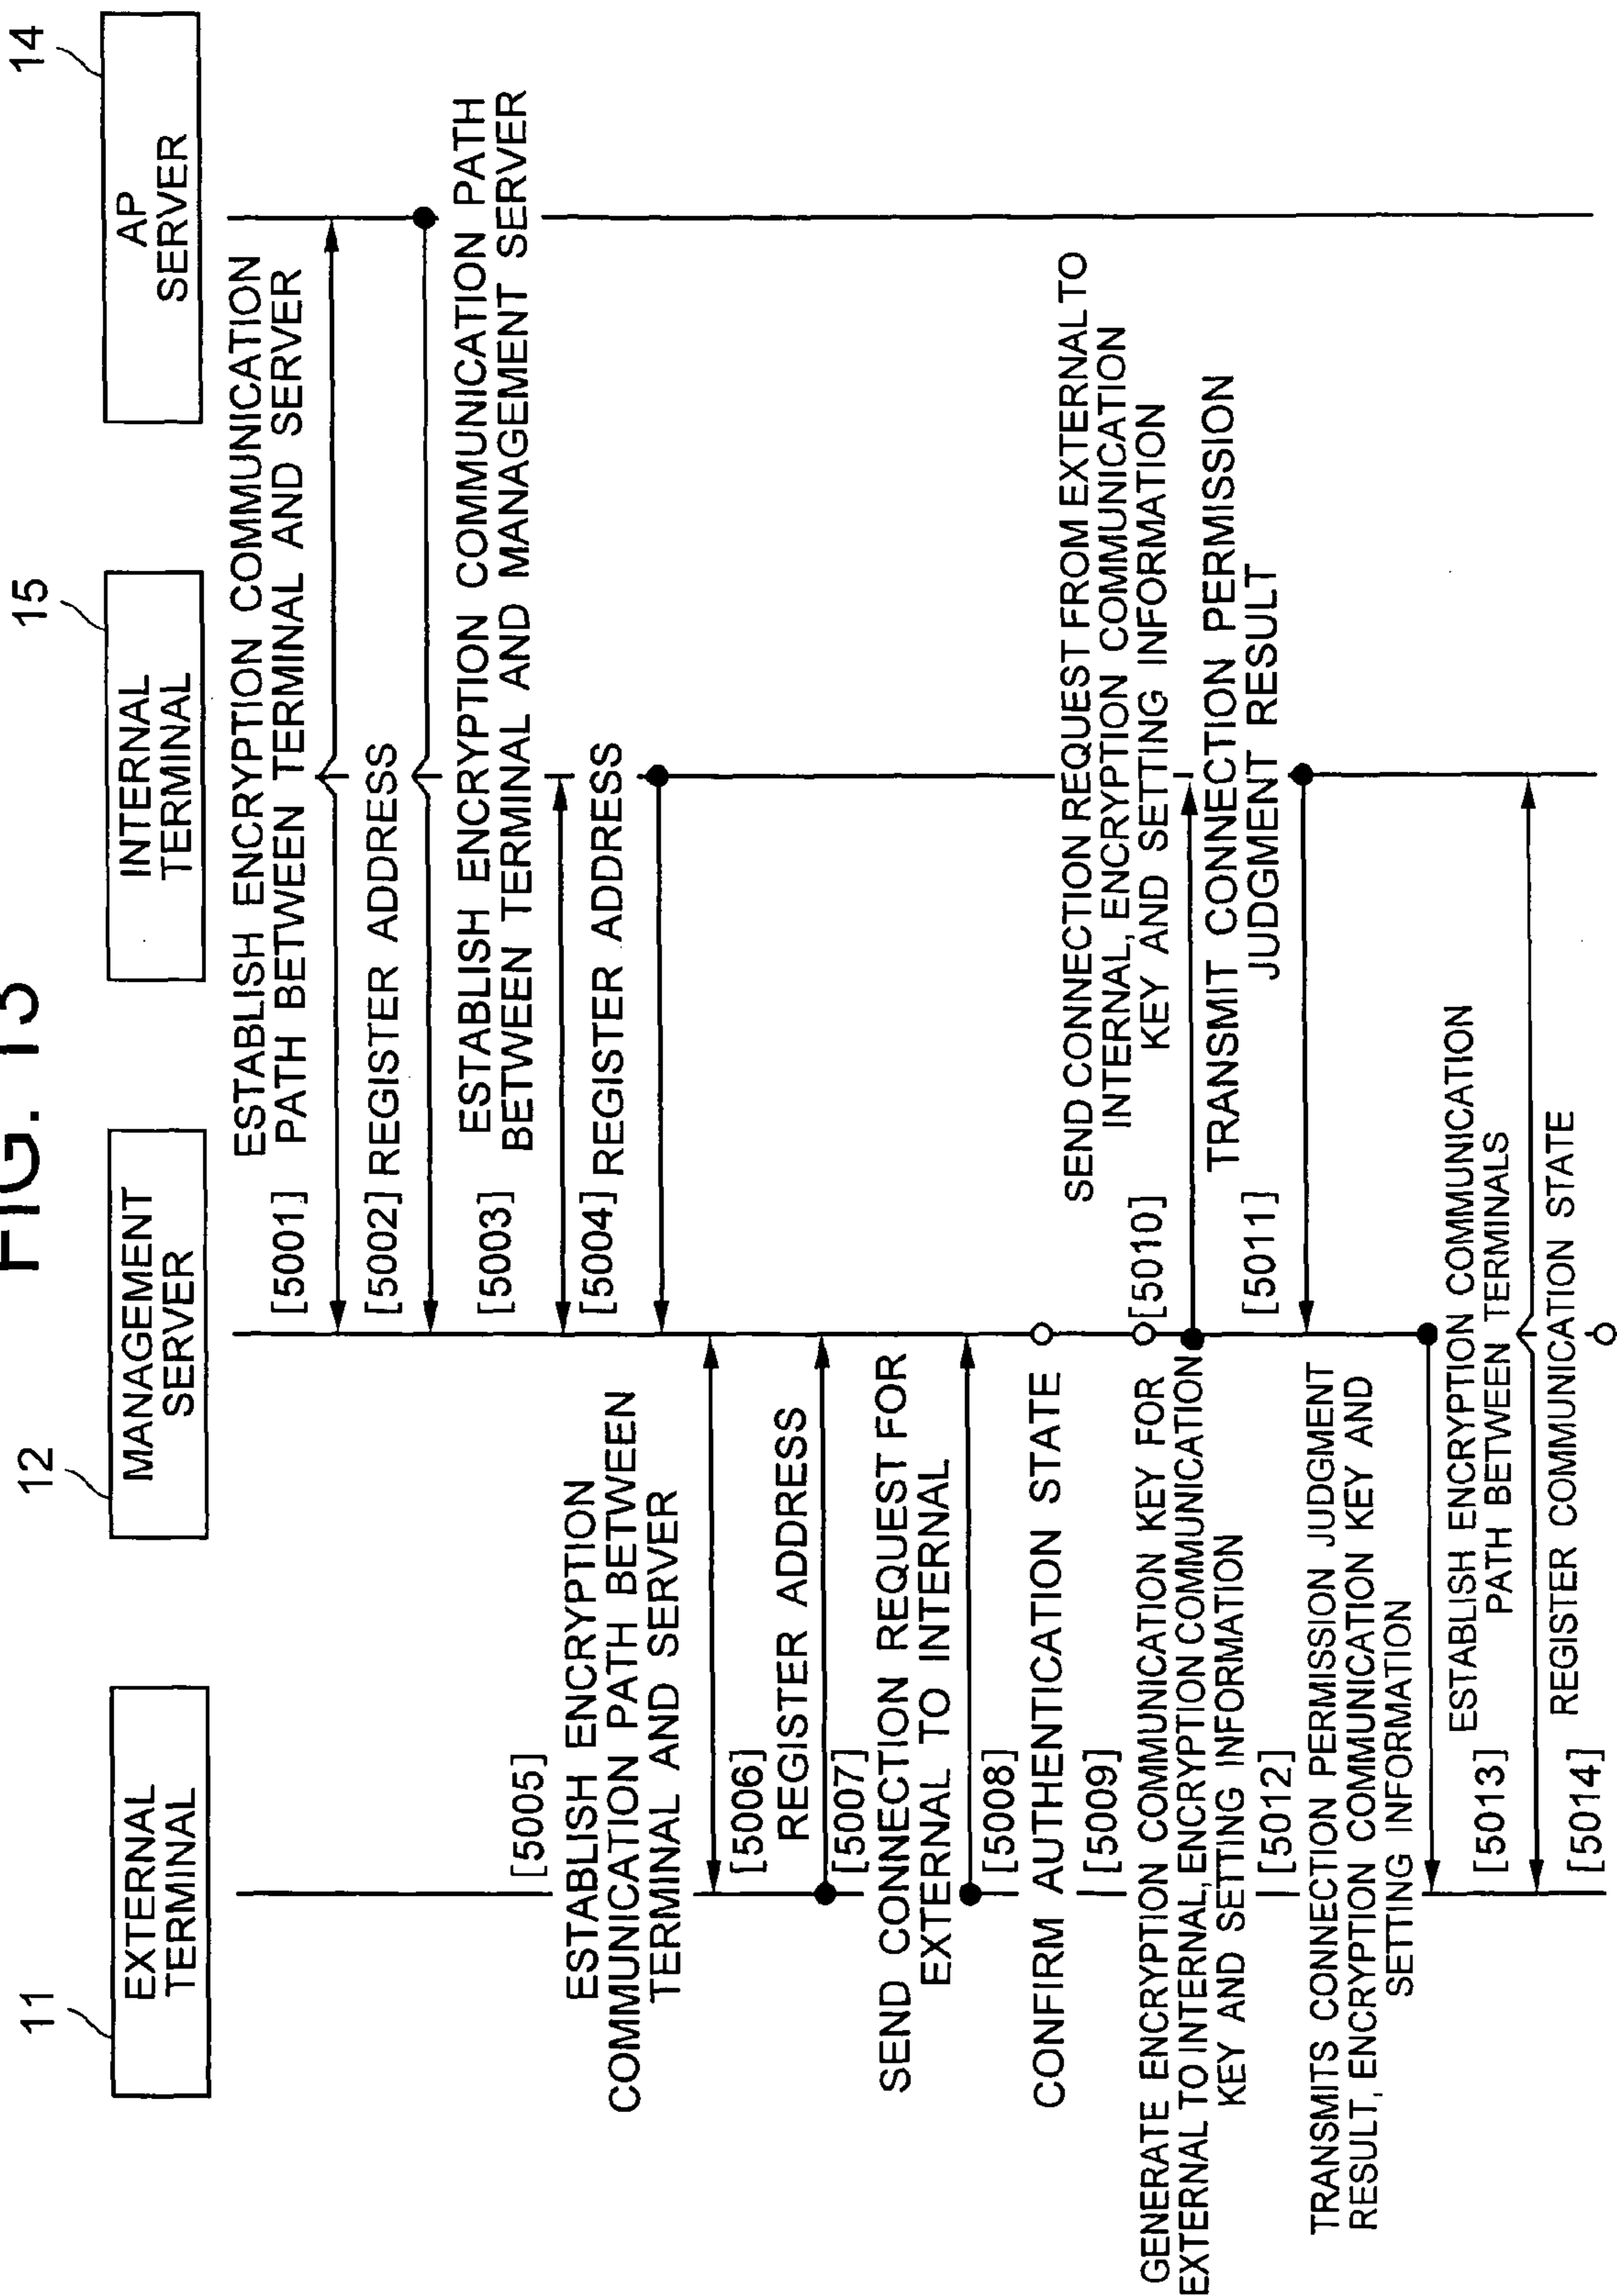 FIG. 13
11
EXTERNAL
TERMINAL
12
MANAGEMENT
SERVER
15
INTERNAL
TERMINAL
14
AP
SERVER
ESTABLISH ENCRYPTION COMMUNICATION
[5001] PATH BETWEEN TERMINAL AND SERVER
[5002] REGISTER ADDRESS
ESTABLISH ENCRYPTION COMMUNICATION PATH
[5003] BETWEEN TERMINAL AND MANAGEMENT SERVER
[5004] REGISTER ADDRESS
[5005]
ESTABLISH ENCRYPTION
COMMUNICATION PATH BETWEEN
TERMINAL AND SERVER
[5006]
REGISTER ADDRESS
[5007]
SEND CONNECTION REQUEST FOR
EXTERNAL TO INTERNAL
[5008]
CONFIRM AUTHENTICATION STATE
[5009]
GENERATE ENCRYPTION COMMUNICATION KEY FOR
EXTERNAL TO INTERNAL, ENCRYPTION COMMUNICATION
KEY AND SETTING INFORMATION
SEND CONNECTION REQUEST FROM EXTERNAL TO
INTERNAL, ENCRYPTION COMMUNICATION
[5010] KEY AND SETTING INFORMATION
TRANSMIT CONNECTION PERMISSION
[5011] JUDGMENT RESULT
[5012]
TRANSMITS CONNECTION PERMISSION JUDGMENT
RESULT, ENCRYPTION COMMUNICATION KEY AND
SETTING INFORMATION
ESTABLISH ENCRYPTION COMMUNICATION
[5013] PATH BETWEEN TERMINALS
[5014] REGISTER COMMUNICATION STATE